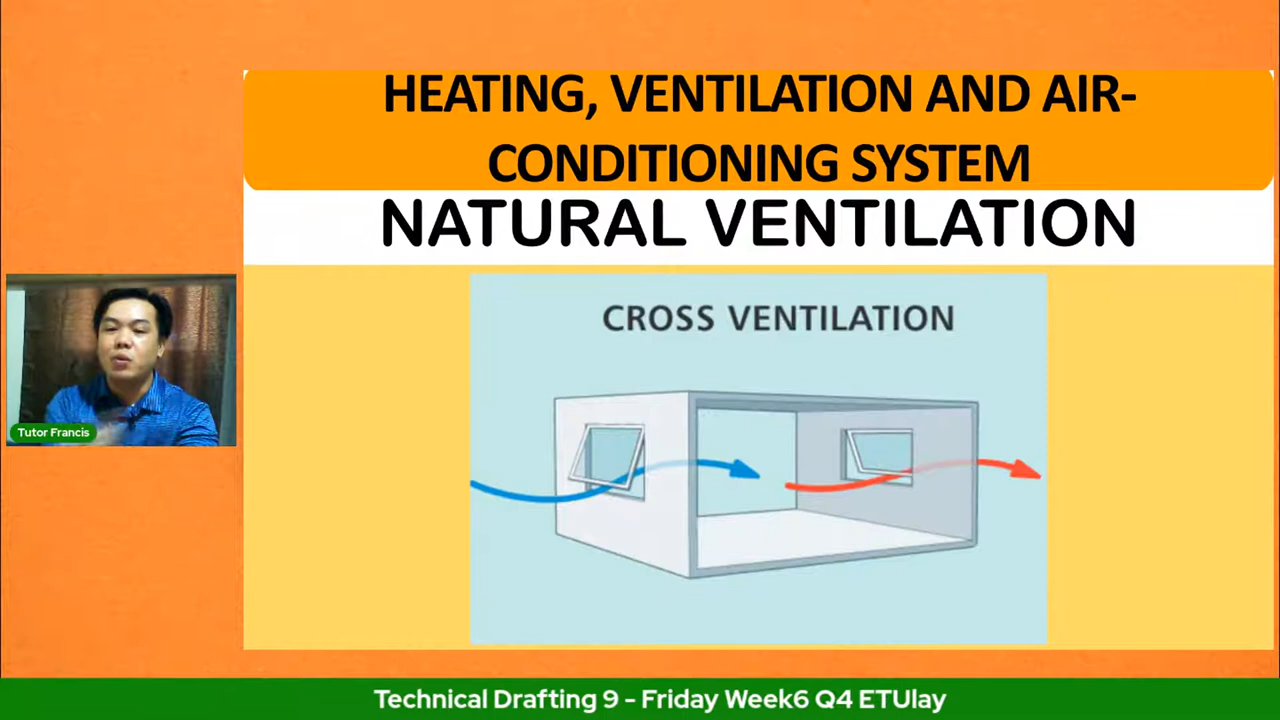 HEATING, VENTILATION AND AIR-
CONDITIONING SYSTEM
NATURAL VENTILATION
CROSS VENTILATION
Tutor Francis
Technical Drafting 9 - Friday Week6 Q4 ETUlay